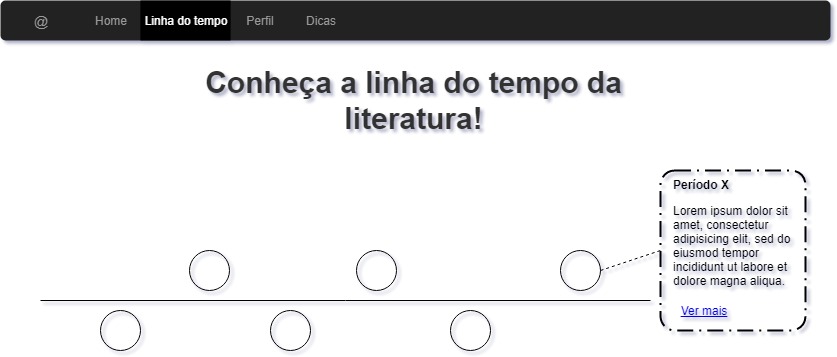 @ Home Linha do tempo Perfil Dicas
Conheça a linha do tempo da
literatura!
Período X
Lorem ipsum dolor sit
amet, consectetur
adipisicing elit, sed do
eiusmod tempor
incididunt ut labore et
dolore magna aliqua.
Ver mais